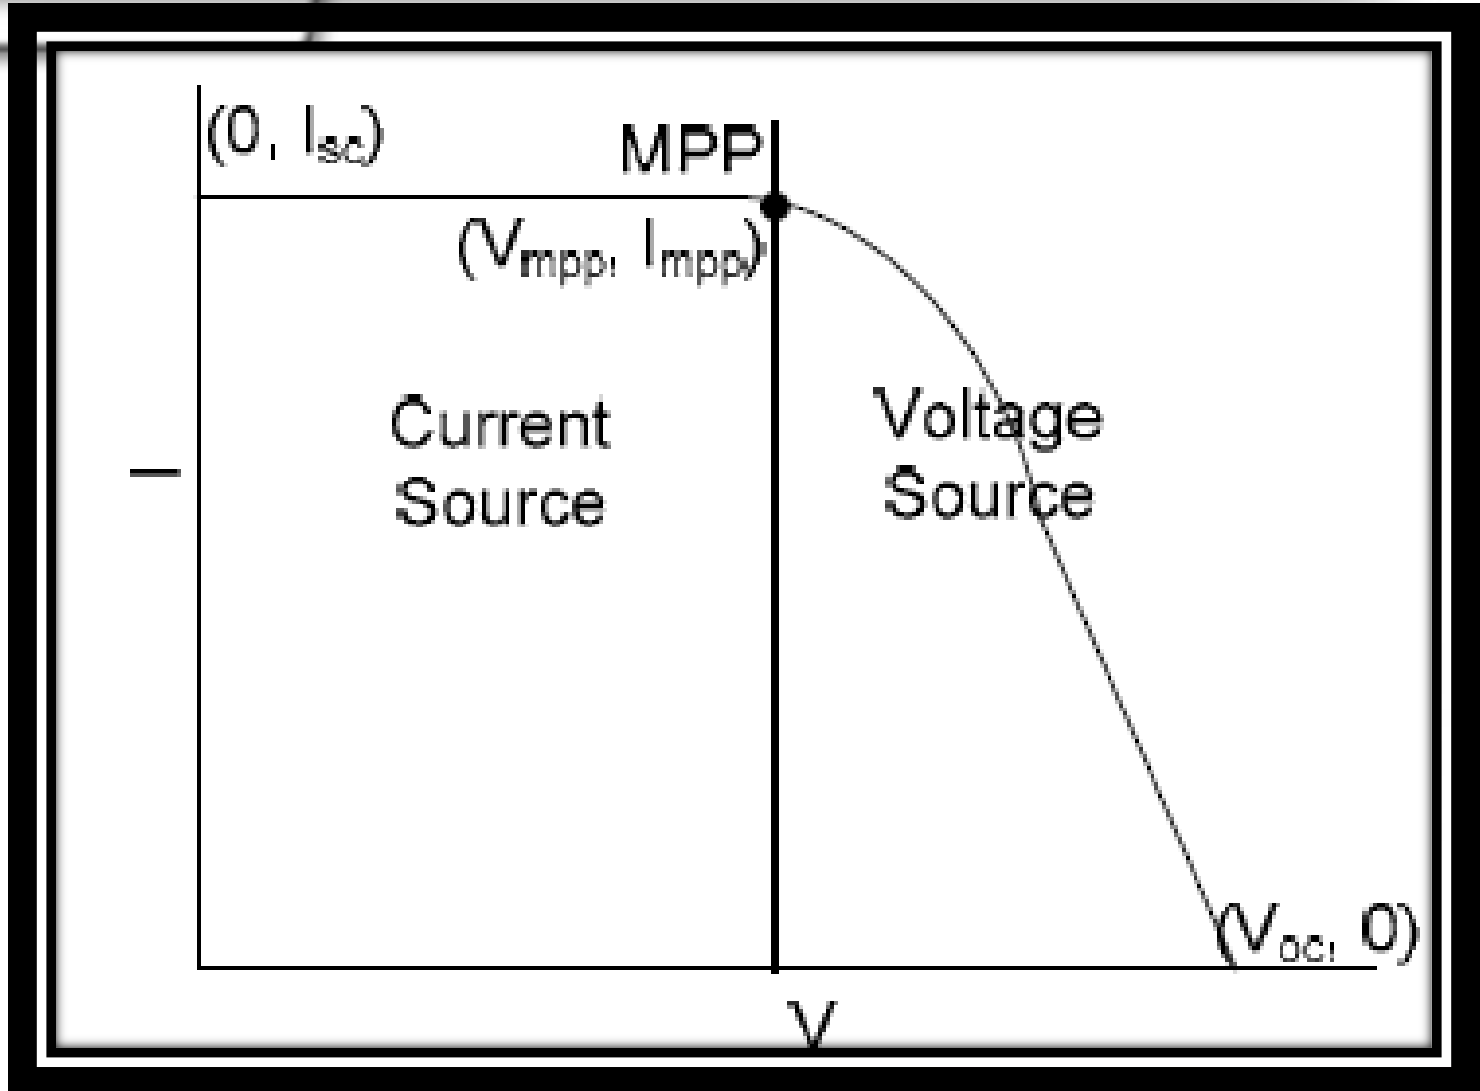 (0, Isc)
MPP
(Vmpp, Impp)
Current
Source
Voltage
Source
I
(Voc, 0)
V